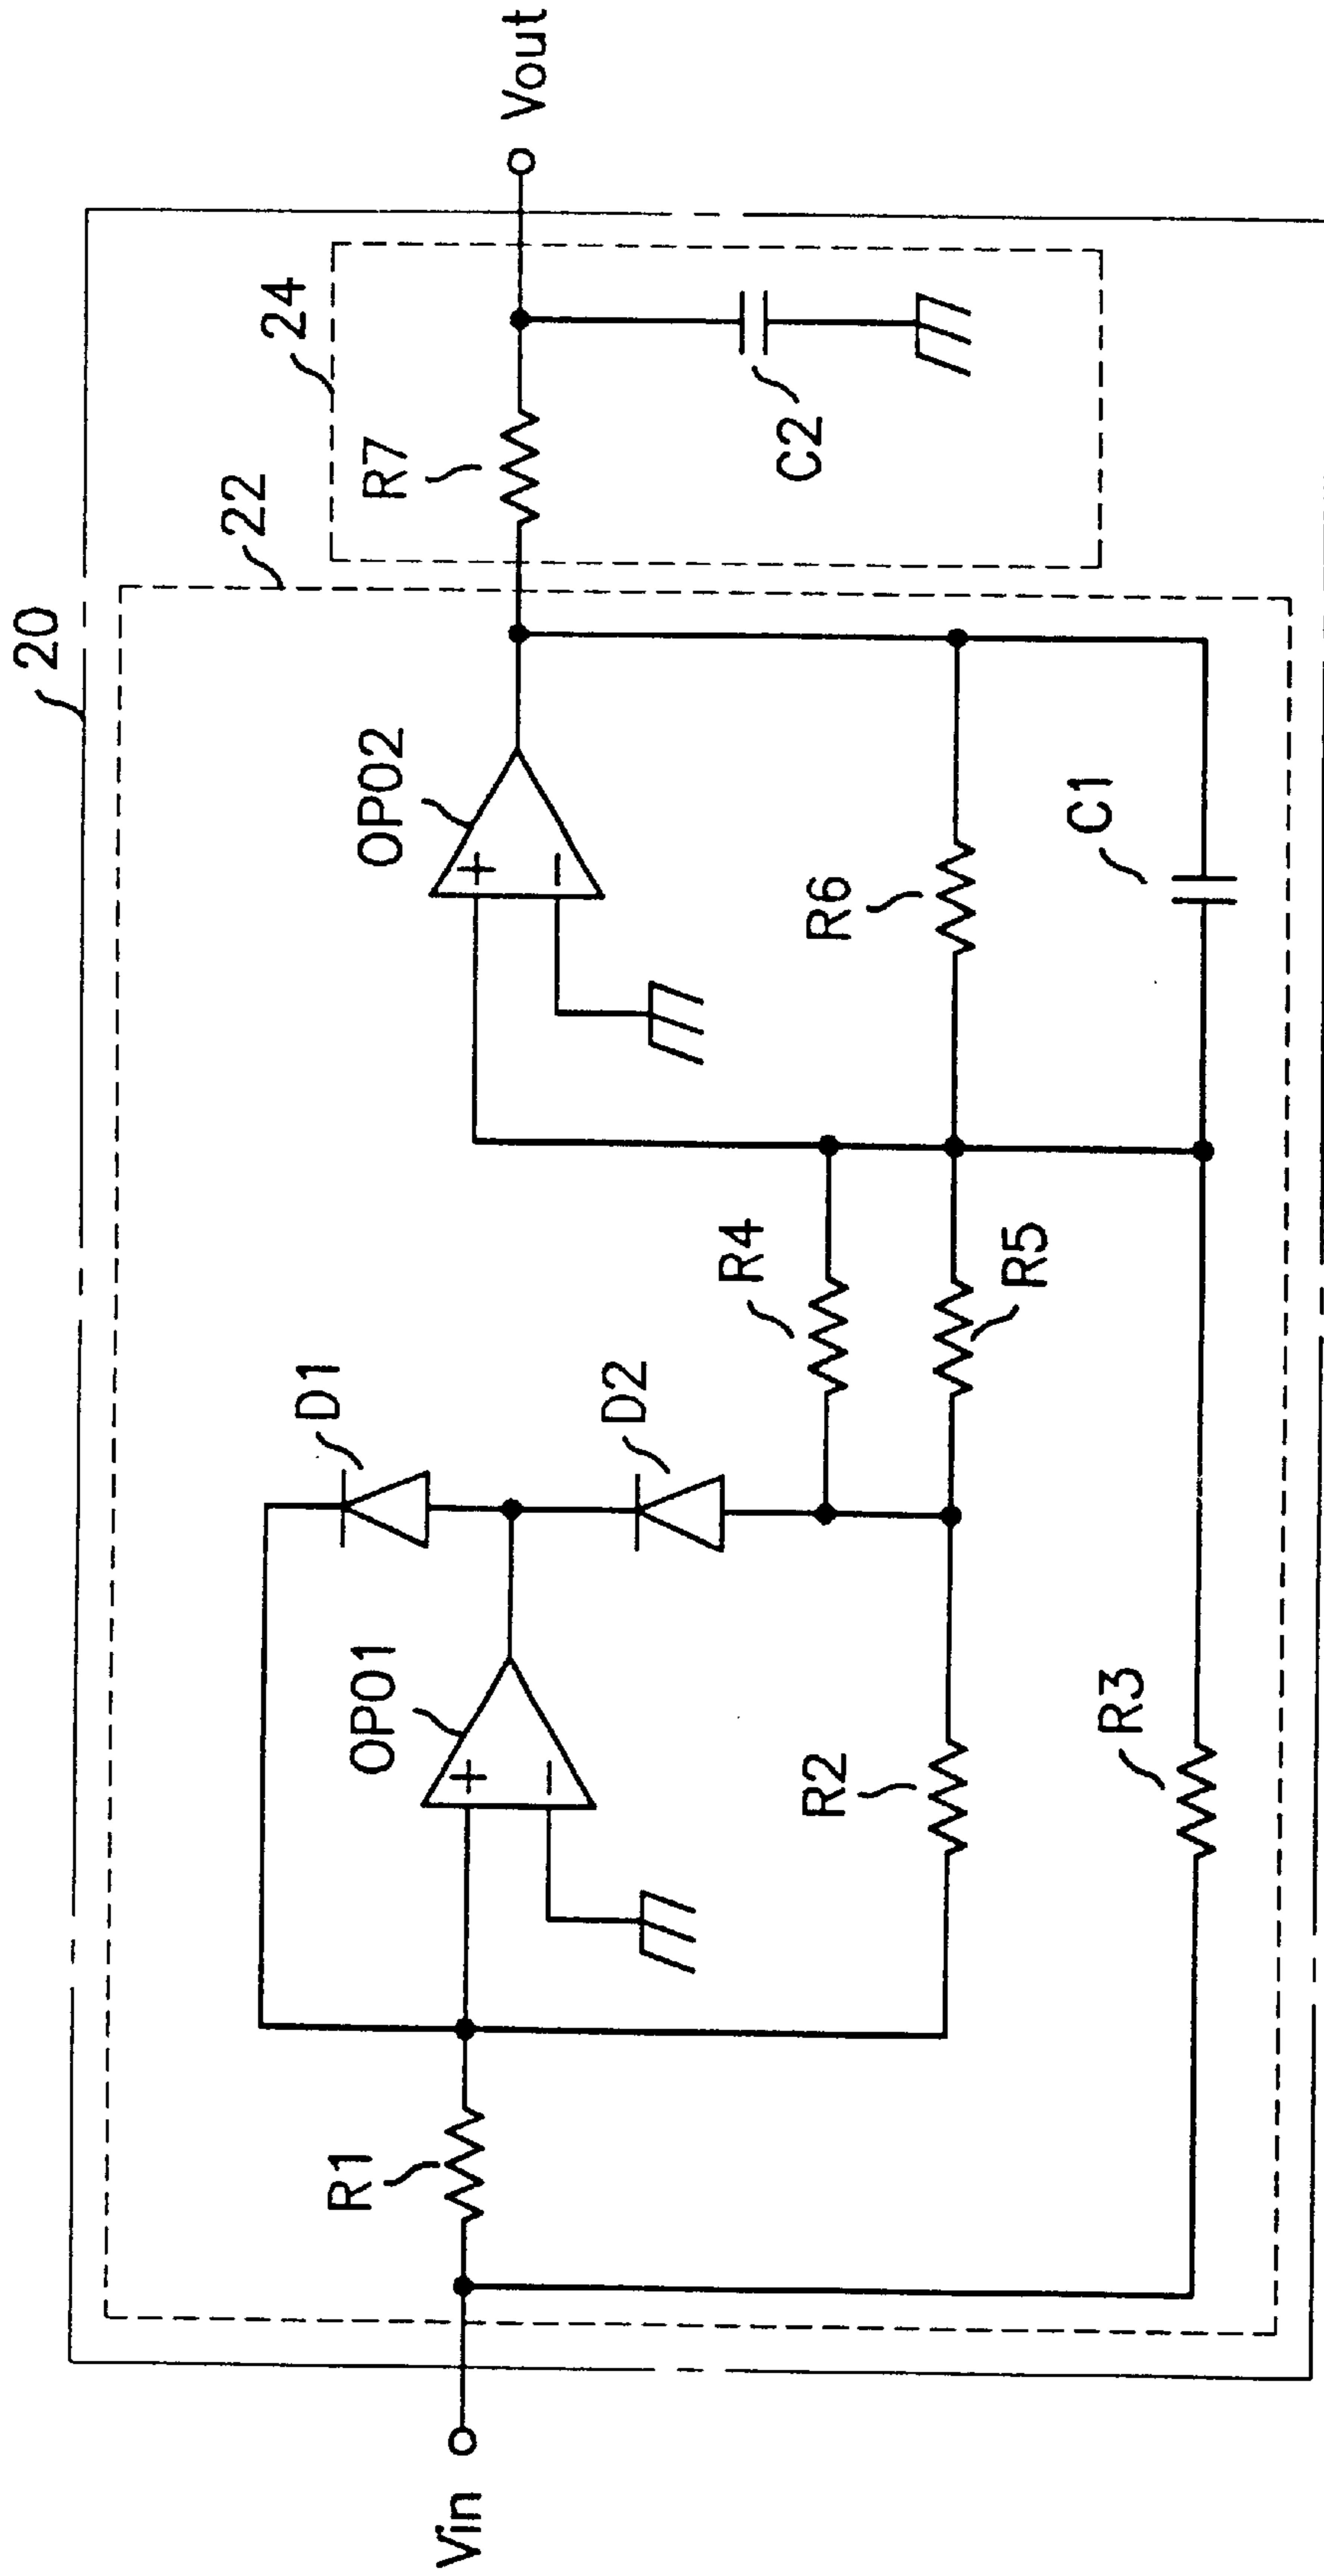 20
22
24
Vin
R1
OP01
+
−
D1
D2
R2
R3
R4
R5
OP02
+
−
R6
C1
R7
C2
Vout